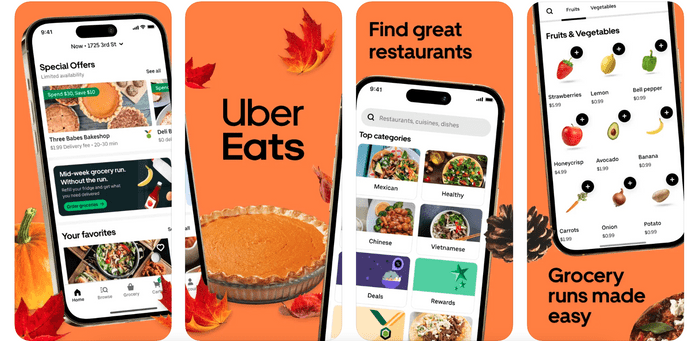 9:41
Now • 1725 3rd St
Special Offers
Limited availability
See all
Spend $30, Save $10
Spend
Three Babes Bakeshop
$1.99 Delivery fee • 20-30 min
Deli B
Mid-week grocery run.
Without the run.
Refill your fridge and get what
you need delivered
Order groceries →
Your favorites
Home
Browse
Grocery
Uber
Eats
Find great
restaurants
9:41
Restaurants, cuisines, dishes
Top categories
Mexican
Healthy
Chinese
Vietnamese
Deals
Rewards
Fruits
Vegetables
Fruits & Vegetables
Strawberries
$5.99
Lemon
$0.99
Bell pepper
$0.99
Honeycrisp
$4.99
Avocado
$1.99
Banana
$0.99
Carrots
$1.99
Onion
$0.99
Potato
$0.99
Grocery
runs made
easy